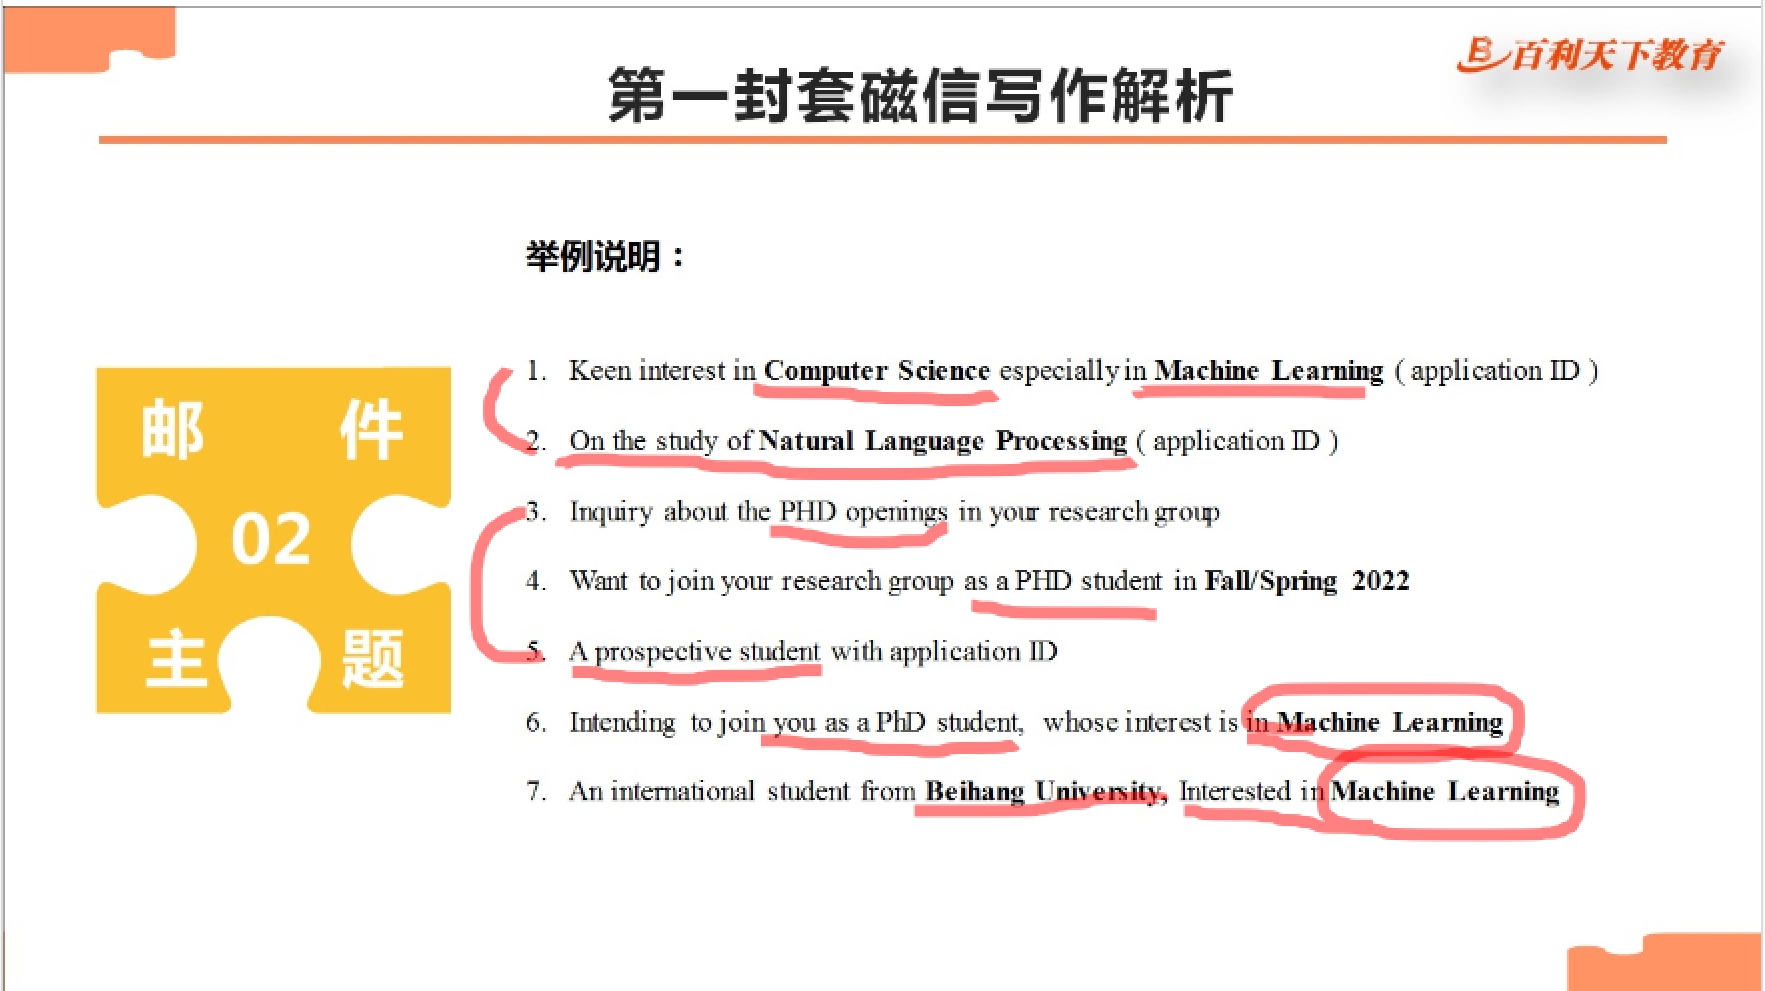 百利天下教育
第一封套磁信写作解析
举例说明：
邮 件
02
主 题
1. Keen interest in Computer Science especially in Machine Learning ( application ID )
2. On the study of Natural Language Processing ( application ID )
3. Inquiry about the PHD openings in your research group
4. Want to join your research group as a PHD student in Fall/Spring 2022
5. A prospective student with application ID
6. Intending to join you as a PhD student, whose interest is in Machine Learning
7. An international student from Beihang University, Interested in Machine Learning